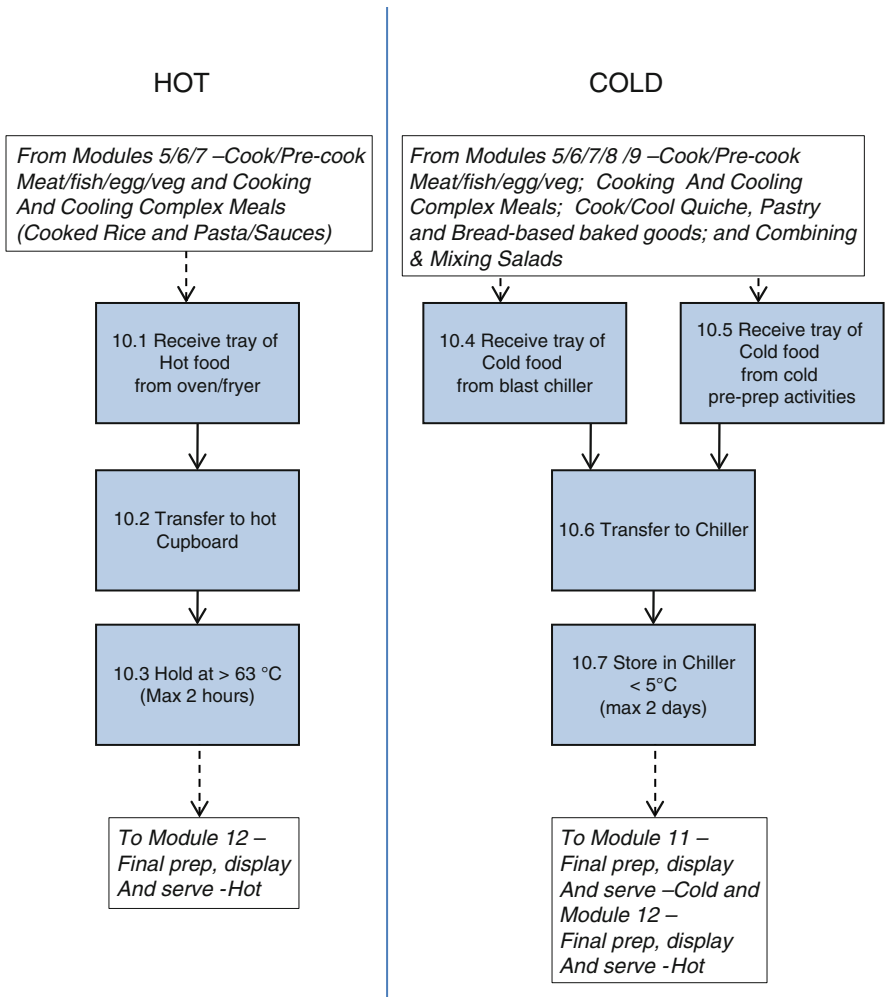 HOT
From Modules 5/6/7 –Cook/Pre-cook
Meat/fish/egg/veg and Cooking
And Cooling Complex Meals
(Cooked Rice and Pasta/Sauces)
10.1 Receive tray of
Hot food
from oven/fryer
10.2 Transfer to hot
Cupboard
10.3 Hold at > 63 °C
(Max 2 hours)
To Module 12 –
Final prep, display
And serve -Hot
COLD
From Modules 5/6/7/8 /9 –Cook/Pre-cook
Meat/fish/egg/veg; Cooking And Cooling
Complex Meals; Cook/Cool Quiche, Pastry
and Bread-based baked goods; and Combining
& Mixing Salads
10.4 Receive tray of
Cold food
from blast chiller
10.5 Receive tray of
Cold food
from cold
pre-prep activities
10.6 Transfer to Chiller
10.7 Store in Chiller
< 5°C
(max 2 days)
To Module 11 –
Final prep, display
And serve –Cold and
Module 12 –
Final prep, display
And serve -Hot